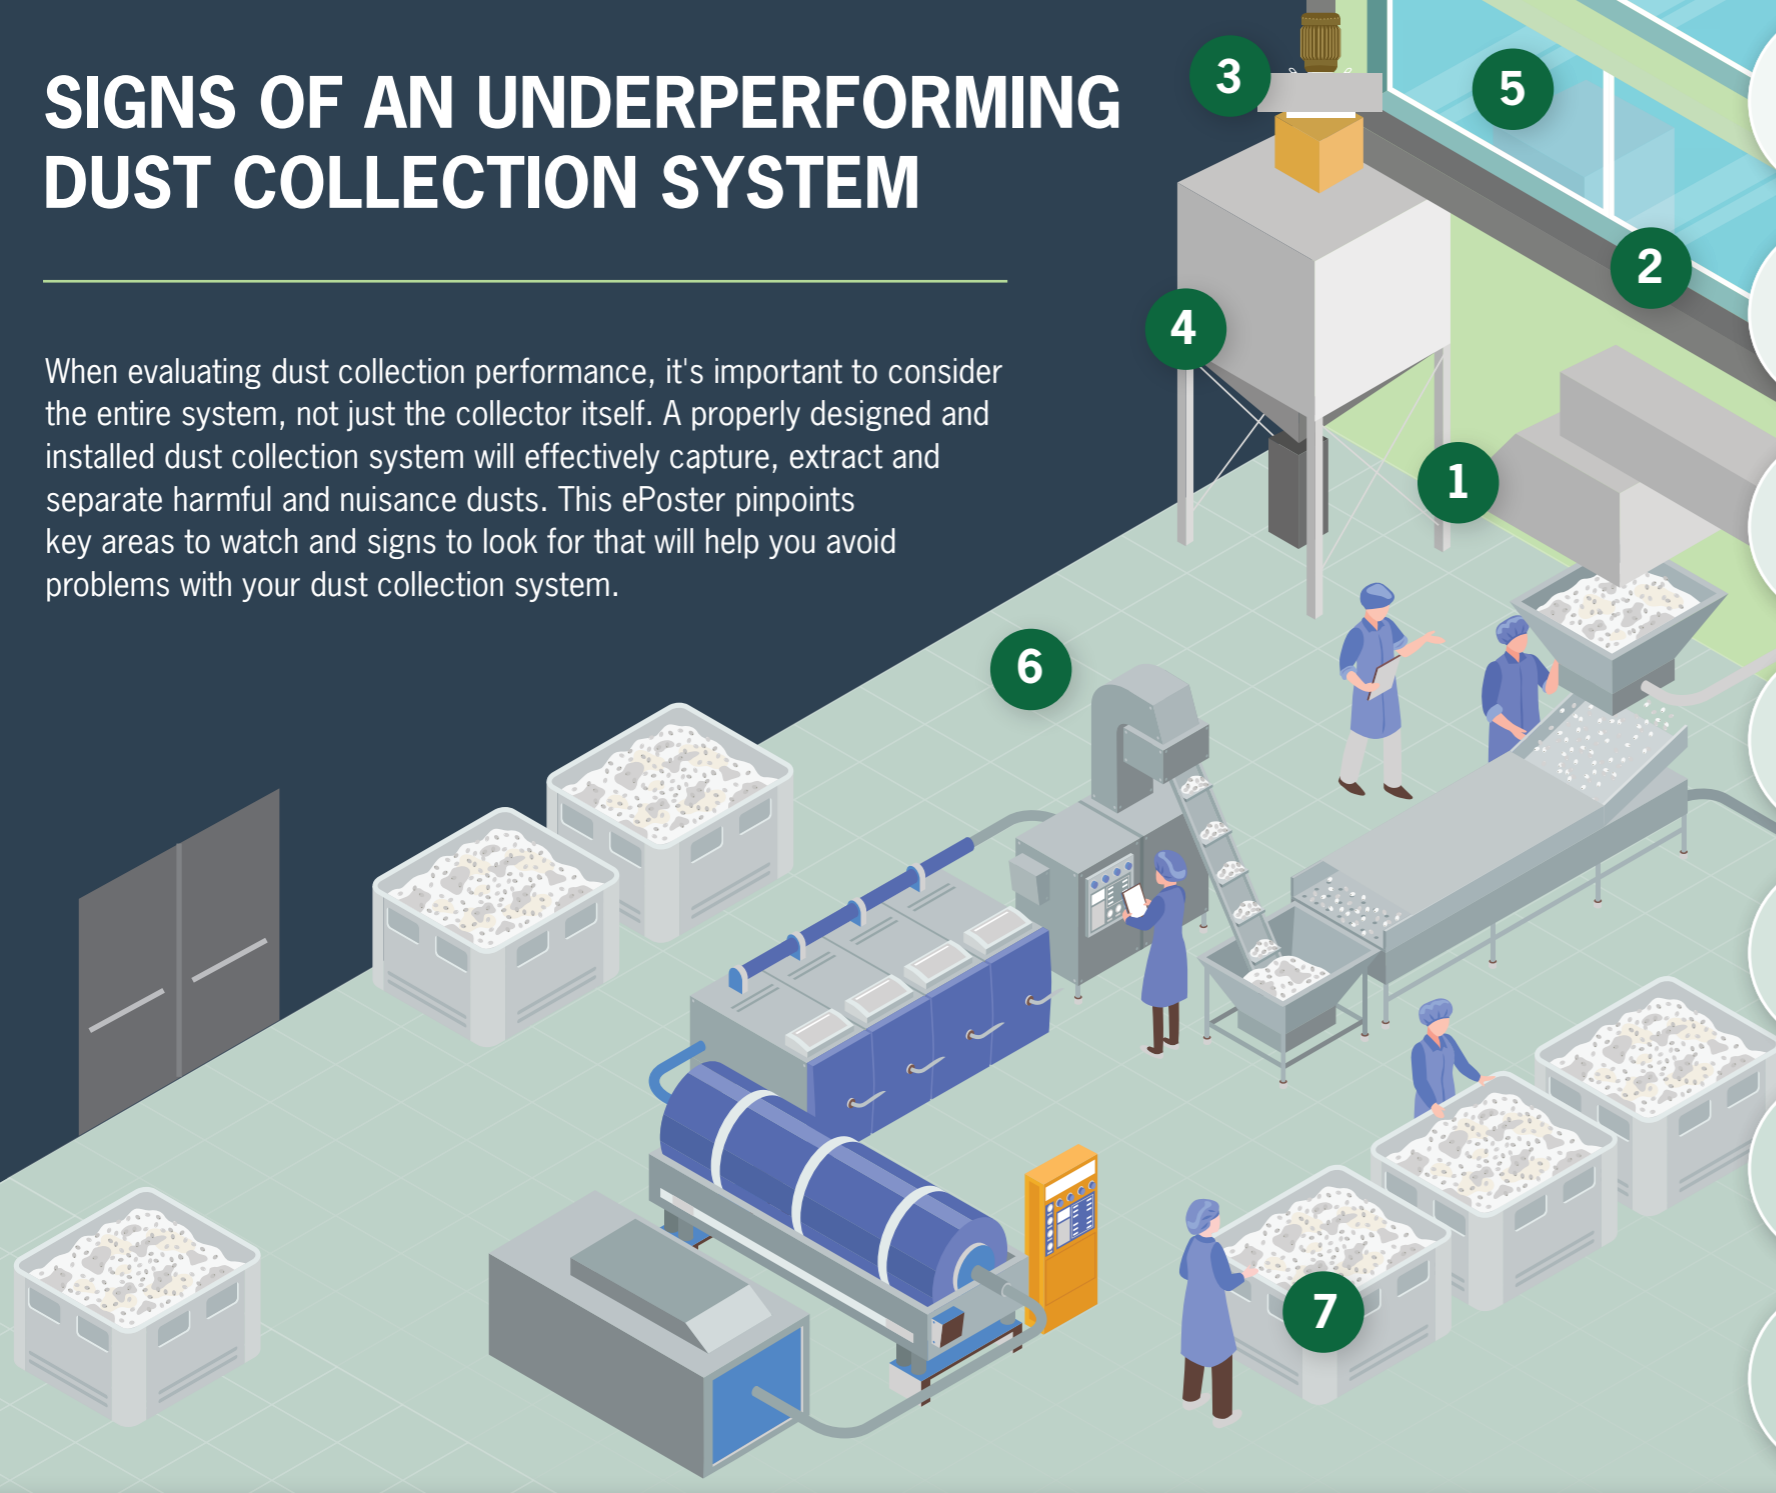 SIGNS OF AN UNDERPERFORMING
DUST COLLECTION SYSTEM
When evaluating dust collection performance, it's important to consider
the entire system, not just the collector itself. A properly designed and
installed dust collection system will effectively capture, extract and
separate harmful and nuisance dusts. This ePoster pinpoints
key areas to watch and signs to look for that will help you avoid
problems with your dust collection system.
3
5
2
4
1
6
7